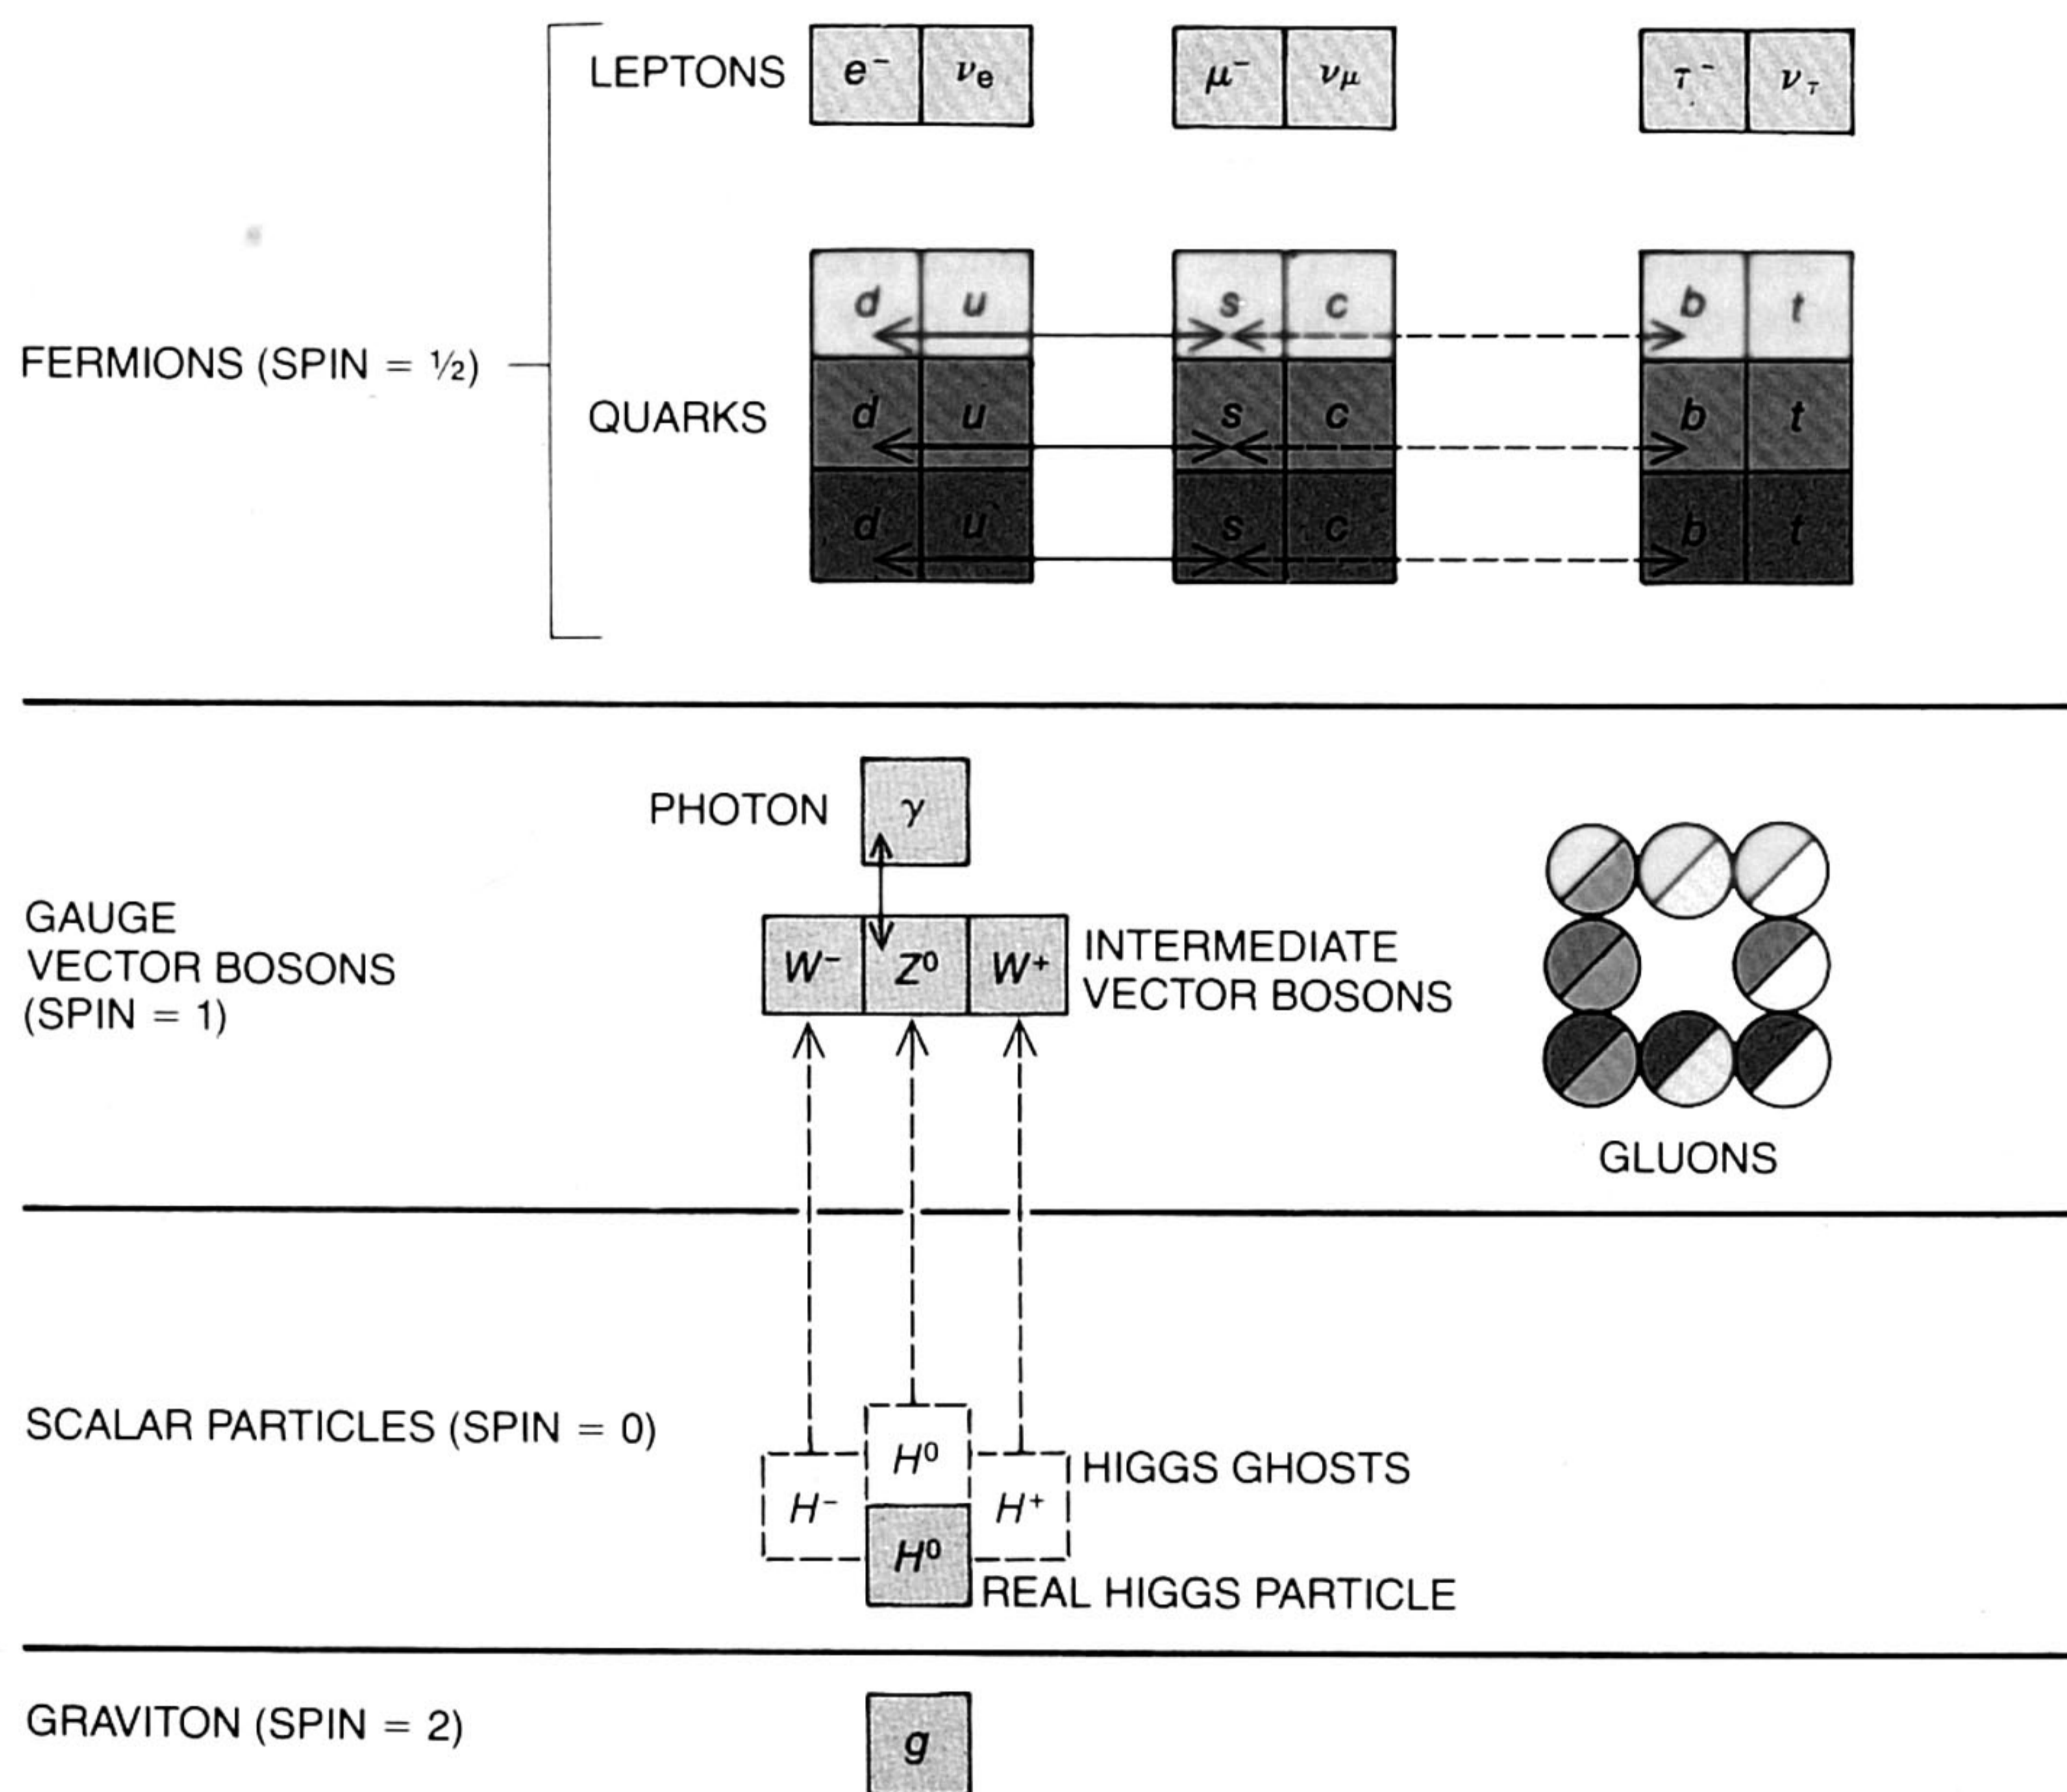 LEPTONS e⁻ νe μ⁻ νμ τ⁻ ντ
d u s c b t
FERMIONS (SPIN = ½)
QUARKS d u s c b t
d u s c b t
PHOTON γ
GAUGE
VECTOR BOSONS
(SPIN = 1)
W⁻ Z⁰ W⁺
INTERMEDIATE
VECTOR BOSONS
GLUONS
SCALAR PARTICLES (SPIN = 0)
H⁰
HIGGS GHOSTS
H⁻ H⁺
H⁰
REAL HIGGS PARTICLE
GRAVITON (SPIN = 2)
g